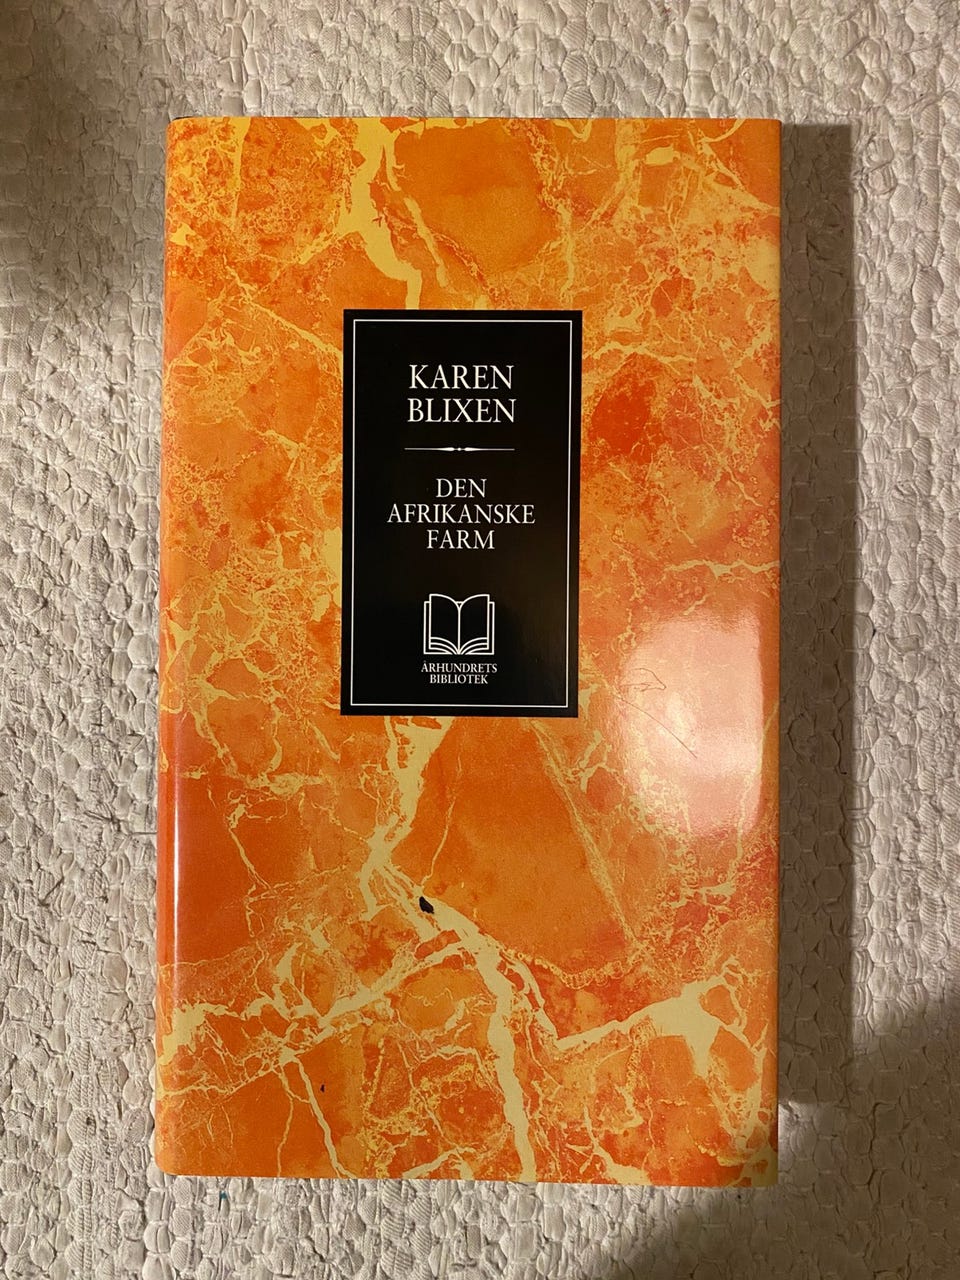 KAREN
BLIXEN
DEN
AFRIKANSKE
FARM
ÅRHUNDRETS
BIBLIOTEK